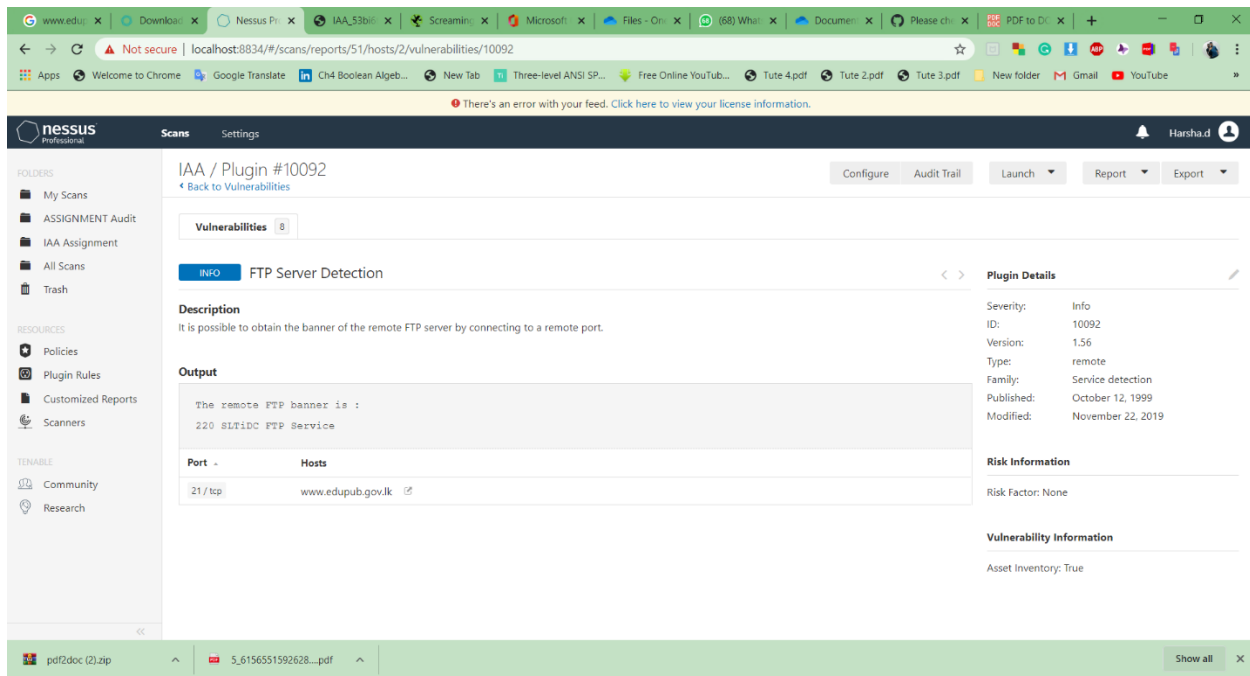 www.edup
Download
Nessus Pr
IAA_53bi6
Screaming
Microsoft
Files - One
(68) What
Document
Please che
PDF to DO
Not secure | localhost:8834/#/scans/reports/51/hosts/2/vulnerabilities/10092
Apps
Welcome to Chrome
Google Translate
Ch4 Boolean Algeb...
New Tab
Three-level ANSI SP...
Free Online YouTub...
Tute 4.pdf
Tute 2.pdf
Tute 3.pdf
New folder
Gmail
YouTube
»
There's an error with your feed. Click here to view your license information.
nessus
Professional
Scans
Settings
Harsha.d
FOLDERS
My Scans
ASSIGNMENT Audit
IAA Assignment
All Scans
Trash
RESOURCES
Policies
Plugin Rules
Customized Reports
Scanners
TENABLE
Community
Research
IAA / Plugin #10092
Back to Vulnerabilities
Configure
Audit Trail
Launch
Report
Export
Vulnerabilities 8
INFO FTP Server Detection
Description
It is possible to obtain the banner of the remote FTP server by connecting to a remote port.
Output
The remote FTP banner is :
220 SLTiDC FTP Service
Port Hosts
21 / tcp www.edupub.gov.lk
Plugin Details
Severity: Info
ID: 10092
Version: 1.56
Type: remote
Family: Service detection
Published: October 12, 1999
Modified: November 22, 2019
Risk Information
Risk Factor: None
Vulnerability Information
Asset Inventory: True
pdf2doc (2).zip
5_6156551592628....pdf
Show all